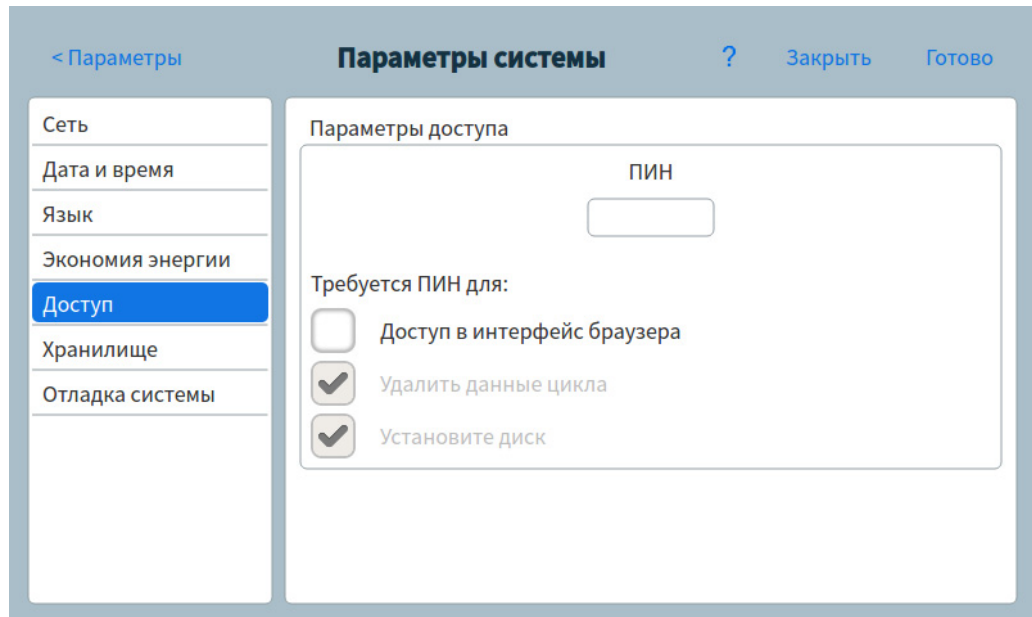 < Параметры Параметры системы ? Закрыть Готово
Сеть
Дата и время
Язык
Экономия энергии
Доступ
Хранилище
Отладка системы
Параметры доступа
ПИН
Требуется ПИН для:
Доступ в интерфейс браузера
Удалить данные цикла
Установите диск